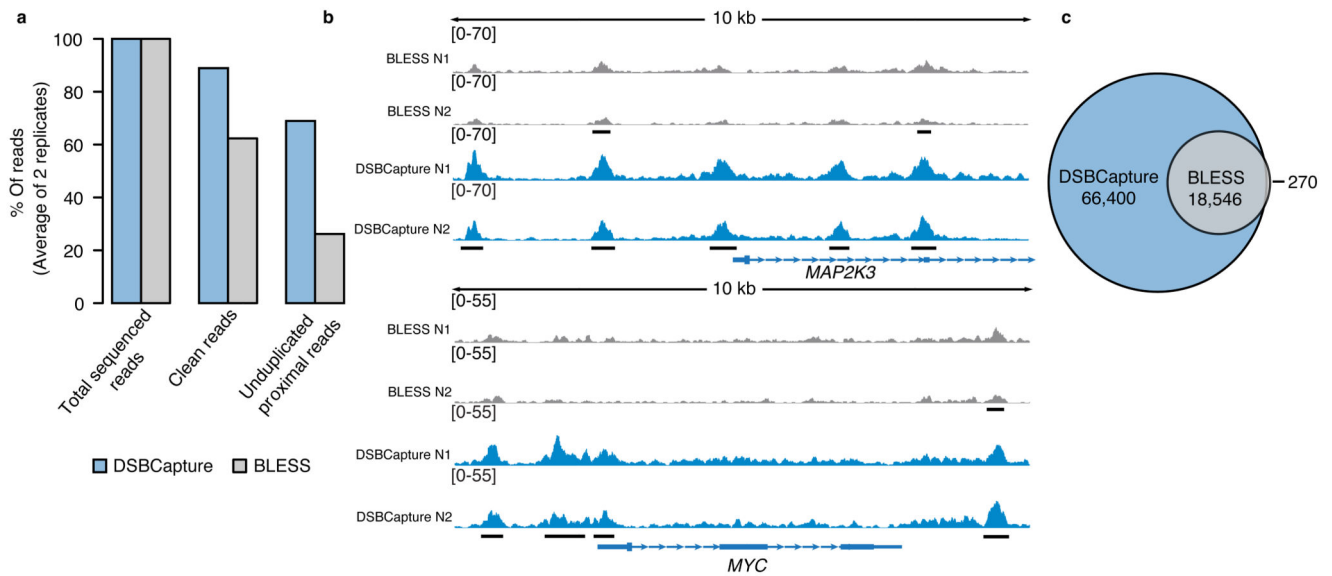 a
100
80
60
40
20
0
% Of reads
(Average of 2 replicates)
Total sequenced
reads
Clean reads
Unduplicated
proximal reads
DSBCapture
BLESS
b
10 kb
[0-70]
BLESS N1
[0-70]
BLESS N2
[0-70]
DSBCapture N1
[0-70]
DSBCapture N2
MAP2K3
10 kb
[0-55]
BLESS N1
[0-55]
BLESS N2
[0-55]
DSBCapture N1
[0-55]
DSBCapture N2
MYC
c
DSBCapture
66,400
BLESS
18,546
270